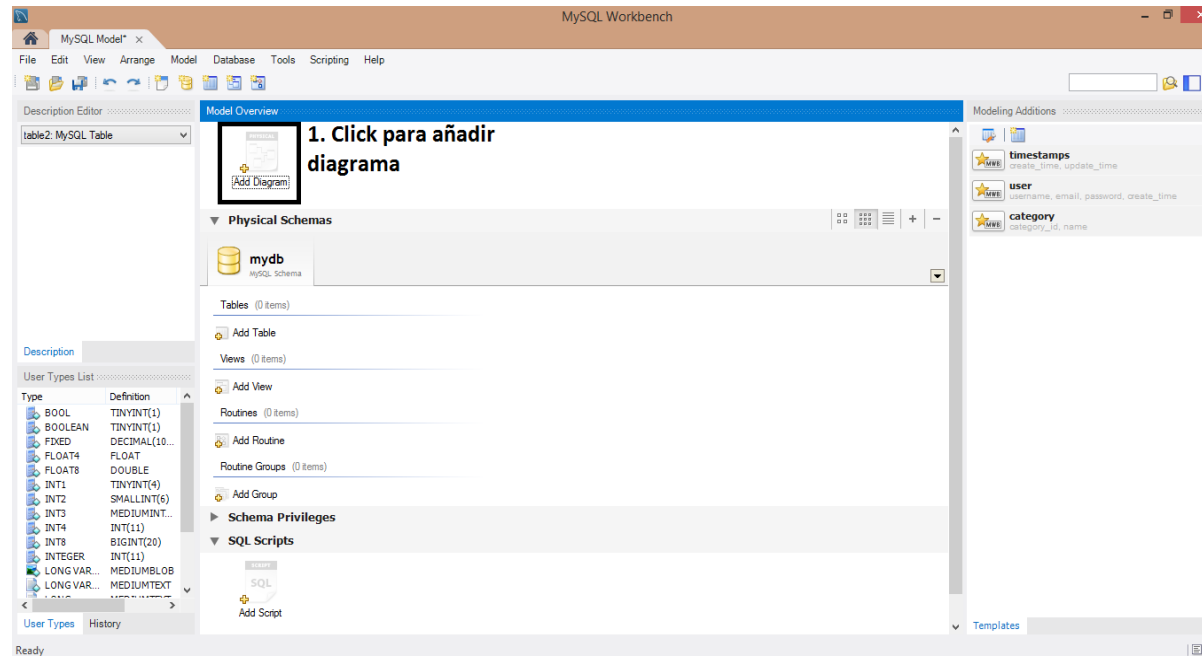 MySQL Workbench
MySQL Model* ×
File Edit View Arrange Model Database Tools Scripting Help
Description Editor
table2: MySQL Table
Description
User Types List
Type Definition
BOOL TINYINT(1)
BOOLEAN TINYINT(1)
FIXED DECIMAL(10...
FLOAT4 FLOAT
FLOAT8 DOUBLE
INT1 TINYINT(4)
INT2 SMALLINT(6)
INT3 MEDIUMINT...
INT4 INT(11)
INT8 BIGINT(20)
INTEGER INT(11)
LONG VAR... MEDIUMBLOB
LONG VAR... MEDIUMTEXT
User Types History
Ready
Model Overview
PHYSICAL
Add Diagram
1. Click para añadir
diagrama
Physical Schemas
mydb
MySQL Schema
Tables (0 items)
Add Table
Views (0 items)
Add View
Routines (0 items)
Add Routine
Routine Groups (0 items)
Add Group
Schema Privileges
SQL Scripts
SCRIPT
SQL
Add Script
Modeling Additions
MWB
timestamps
create_time, update_time
MWB
user
username, email, password, create_time
MWB
category
category_id, name
Templates